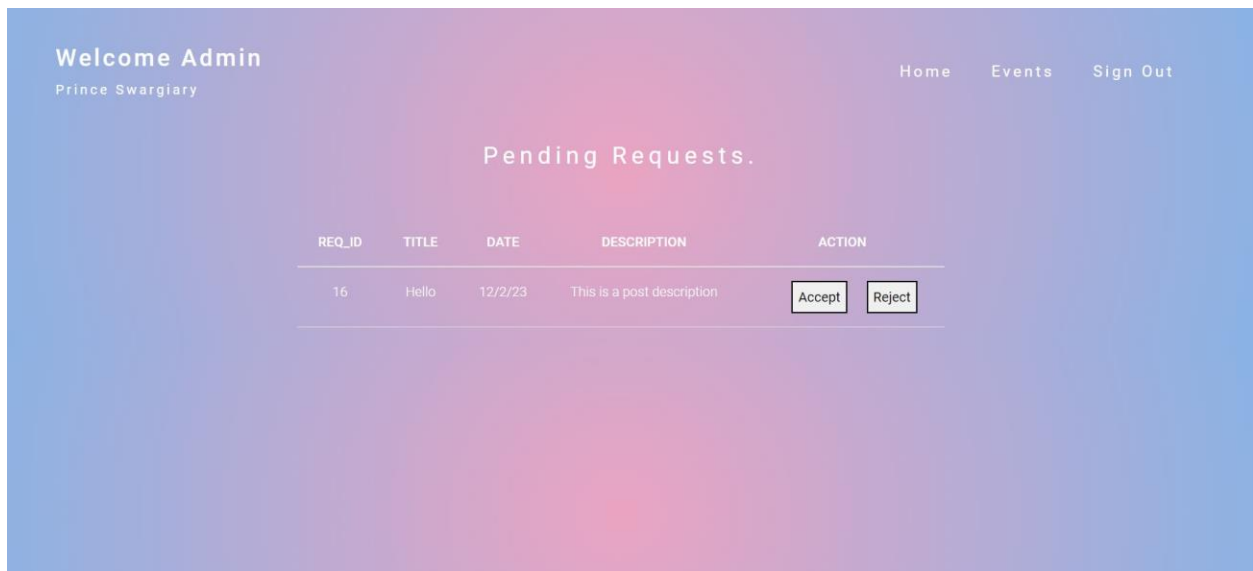 Welcome Admin
Prince Swargiary
Home Events Sign Out
Pending Requests.
REQ_ID TITLE DATE DESCRIPTION ACTION
16 Hello 12/2/23 This is a post description Accept Reject